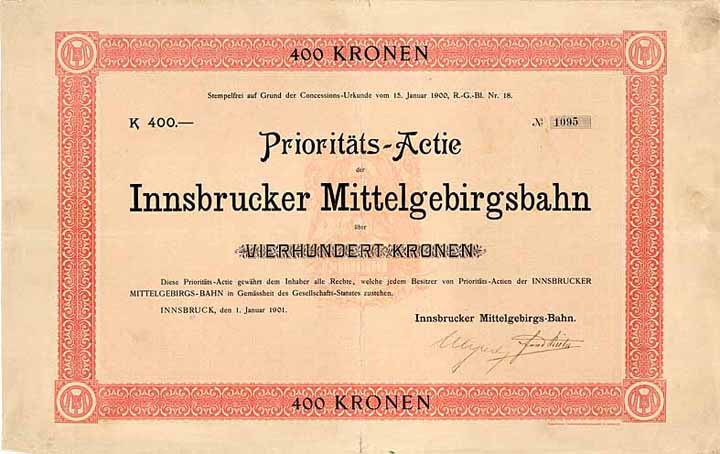 400 KRONEN
Stempelfrei auf Grund der Concessions-Urkunde vom 15. Januar 1900, R.-G.-Bl. Nr. 18.
K 400.—
№ 1095
Prioritäts-Actie
der
Innsbrucker Mittelgebirgsbahn
über
VIERHUNDERT KRONEN
Diese Prioritäts-Actie gewährt dem Inhaber alle Rechte, welche jedem Besitzer von Prioritäts-Actien der INNSBRUCKER
MITTELGEBIRGS-BAHN in Gemässheit des Gesellschafts-Statutes zustehen.
INNSBRUCK, den 1. Januar 1901.
Innsbrucker Mittelgebirgs-Bahn.
400 KRONEN